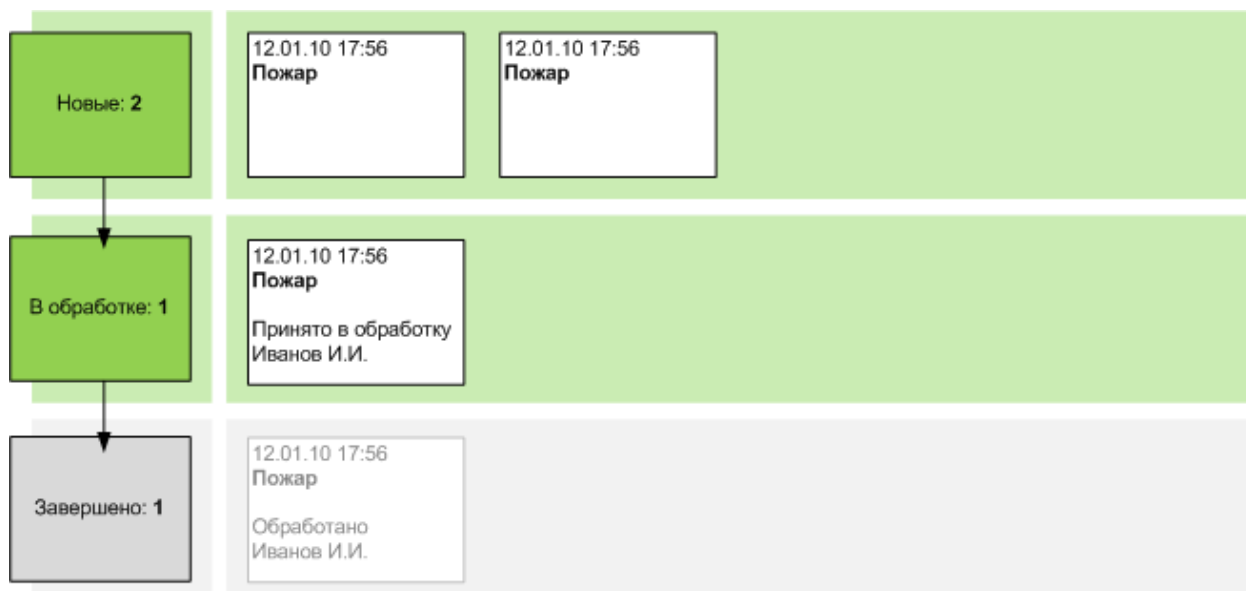 Новые: 2
12.01.10 17:56
Пожар
12.01.10 17:56
Пожар
В обработке: 1
12.01.10 17:56
Пожар
Принято в обработку
Иванов И.И.
Завершено: 1
12.01.10 17:56
Пожар
Обработано
Иванов И.И.